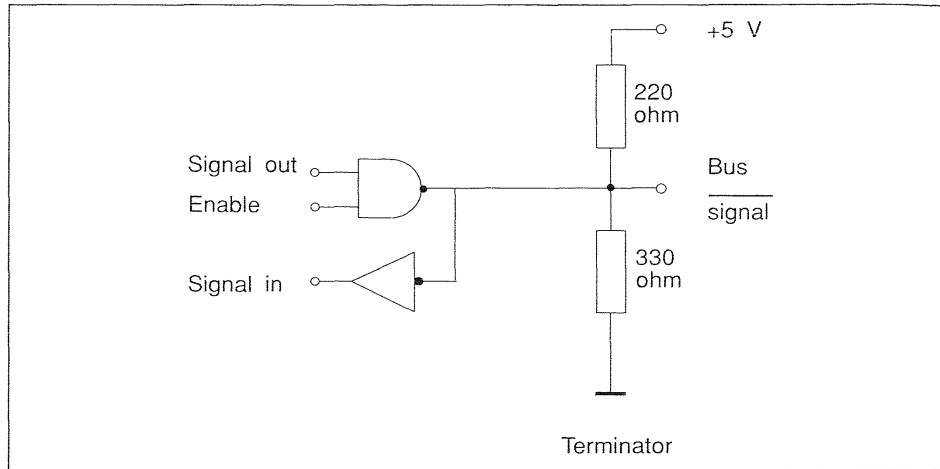 +5 V
220
ohm
Signal out
Enable
Bus
signal
Signal in
330
ohm
Terminator